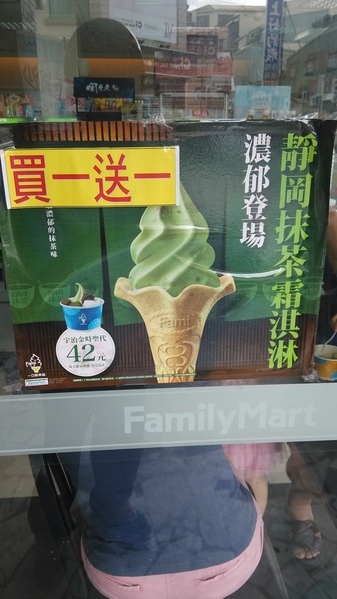 靜岡抹茶霜淇淋
濃郁登場
買一送一
濃郁的抹茶味
Fami
宇治金時聖代
42元
FamilyMart